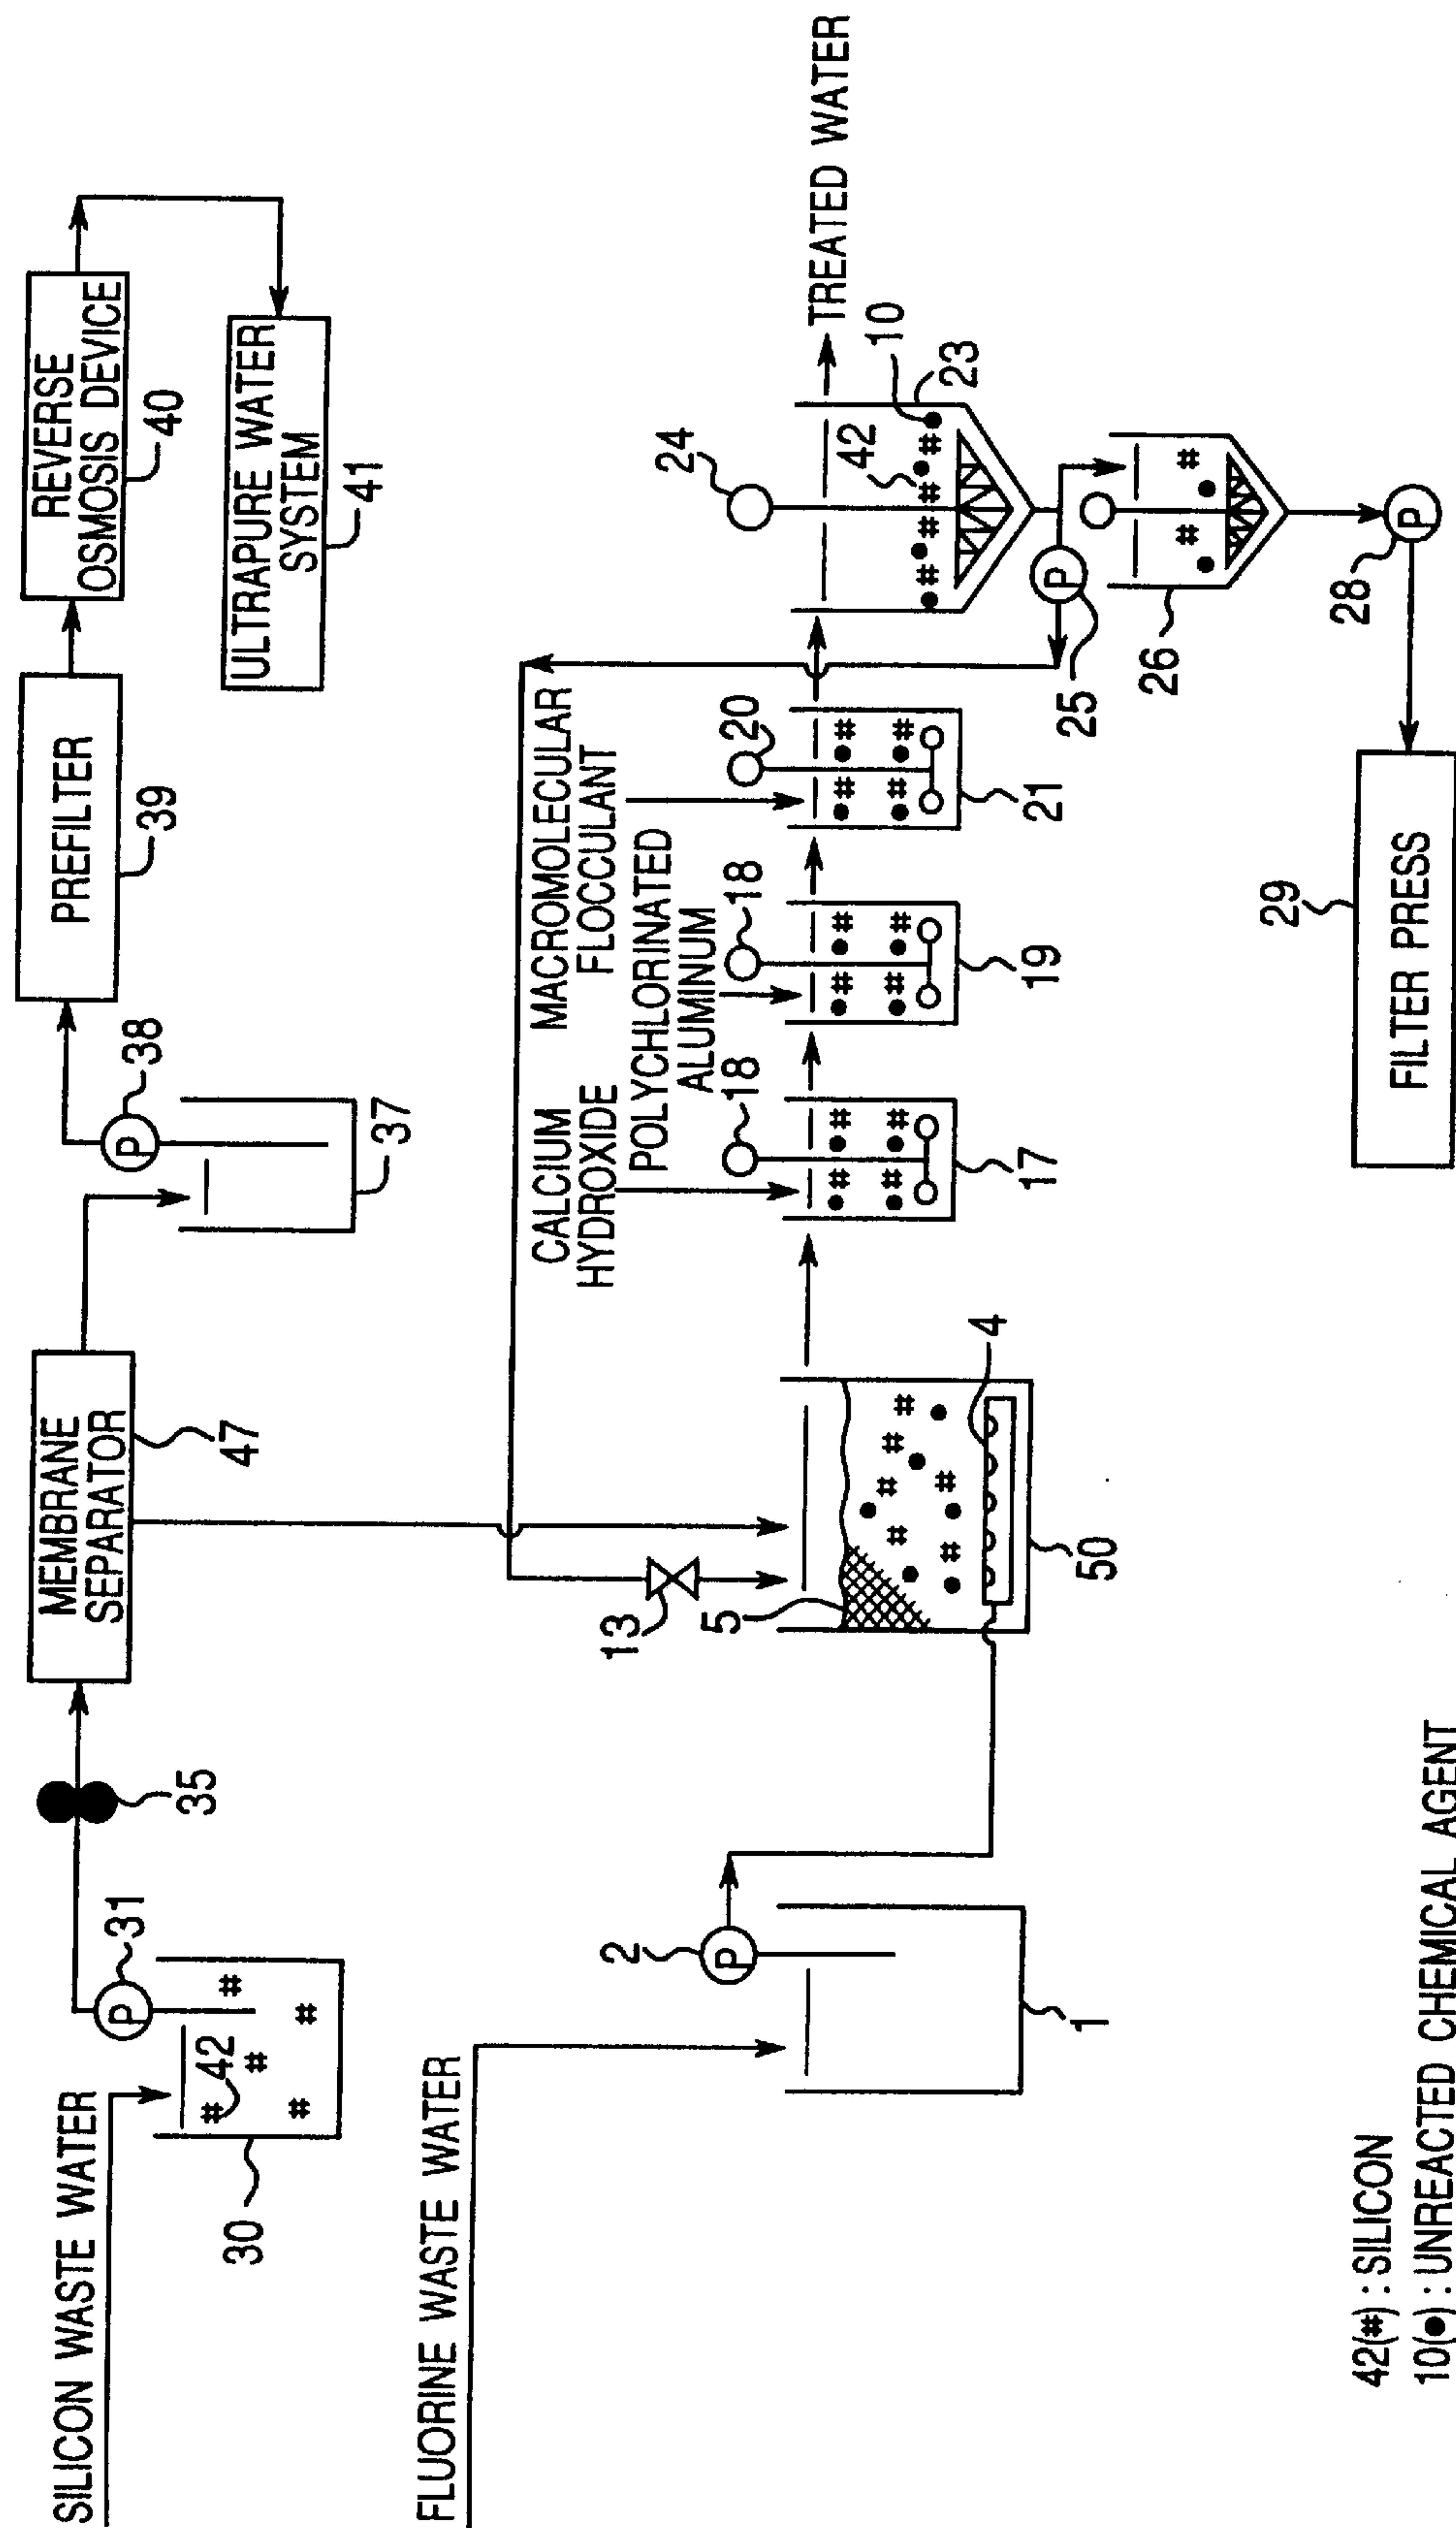 SILICON WASTE WATER
30
42
P
31
35
MEMBRANE
SEPARATOR
47
37
P
38
PREFILTER
39
REVERSE
OSMOSIS DEVICE
40
ULTRAPURE WATER
SYSTEM
41
FLUORINE WASTE WATER
1
2
P
13
5
4
50
CALCIUM
HYDROXIDE
18
17
POLYCHLORINATED
ALUMINUM
18
19
MACROMOLECULAR
FLOCCULANT
20
21
24
42
10
23
TREATED WATER
P
25
26
28
P
29
FILTER PRESS
42(#) : SILICON
10(●) : UNREACTED CHEMICAL AGENT